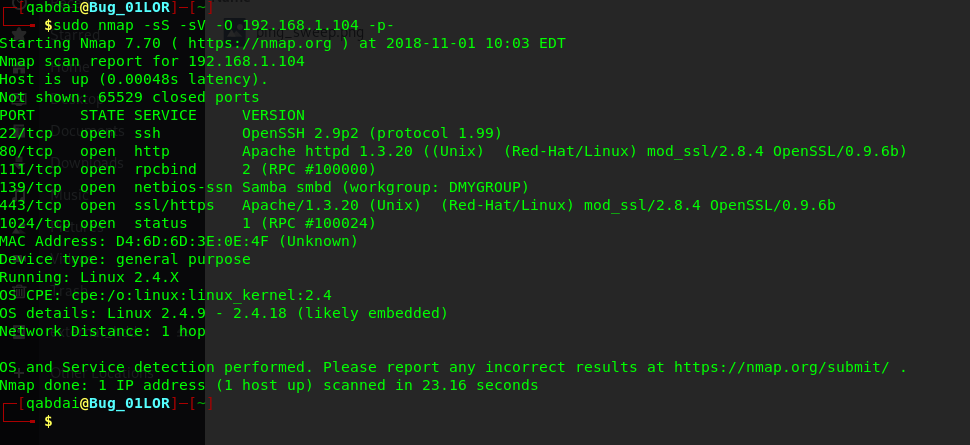 [qabdai@Bug_01LOR]─[~]
$sudo nmap -sS -sV -O 192.168.1.104 -p-
Starting Nmap 7.70 ( https://nmap.org ) at 2018-11-01 10:03 EDT
Nmap scan report for 192.168.1.104
Host is up (0.00048s latency).
Not shown: 65529 closed ports
PORT     STATE SERVICE     VERSION
22/tcp   open  ssh         OpenSSH 2.9p2 (protocol 1.99)
80/tcp   open  http        Apache httpd 1.3.20 ((Unix)  (Red-Hat/Linux) mod_ssl/2.8.4 OpenSSL/0.9.6b)
111/tcp  open  rpcbind     2 (RPC #100000)
139/tcp  open  netbios-ssn Samba smbd (workgroup: DMYGROUP)
443/tcp  open  ssl/https   Apache/1.3.20 (Unix)  (Red-Hat/Linux) mod_ssl/2.8.4 OpenSSL/0.9.6b
1024/tcp open  status      1 (RPC #100024)
MAC Address: D4:6D:6D:3E:0E:4F (Unknown)
Device type: general purpose
Running: Linux 2.4.X
OS CPE: cpe:/o:linux:linux_kernel:2.4
OS details: Linux 2.4.9 - 2.4.18 (likely embedded)
Network Distance: 1 hop
OS and Service detection performed. Please report any incorrect results at https://nmap.org/submit/ .
Nmap done: 1 IP address (1 host up) scanned in 23.16 seconds
[qabdai@Bug_01LOR]─[~]
$